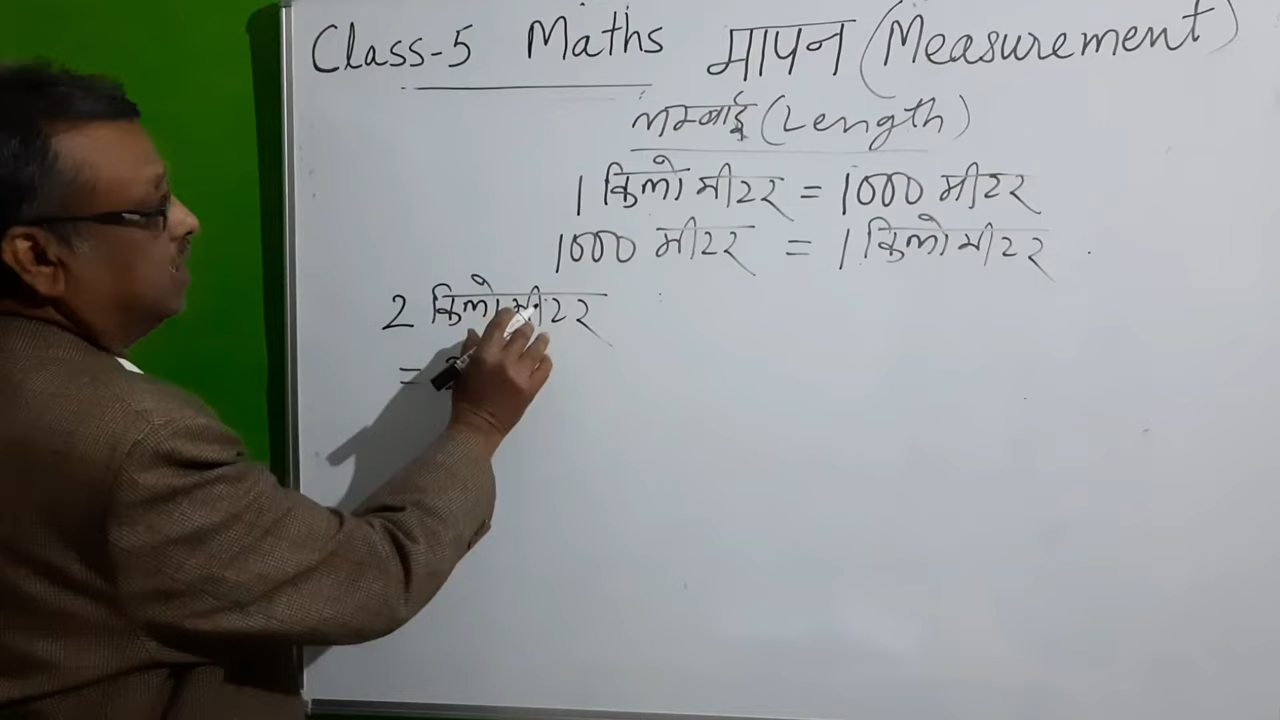 Class-5 Maths मापन (Measurement)
लम्बाई (Length)
1 किलो मीटर = 1000 मीटर
1000 मीटर = 1 किलो मीटर
2 किलो मीटर
=